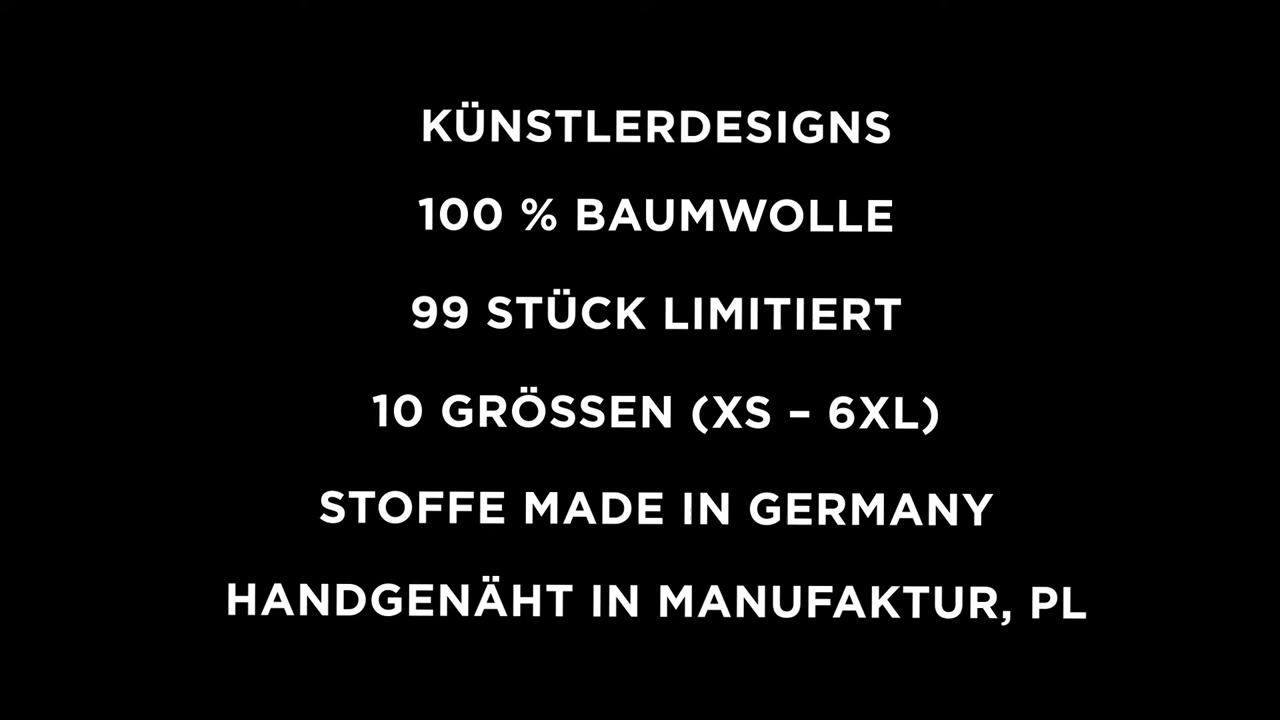 KÜNSTLERDESIGNS
100 % BAUMWOLLE
99 STÜCK LIMITIERT
10 GRÖSSEN (XS – 6XL)
STOFFE MADE IN GERMANY
HANDGENÄHT IN MANUFAKTUR, PL